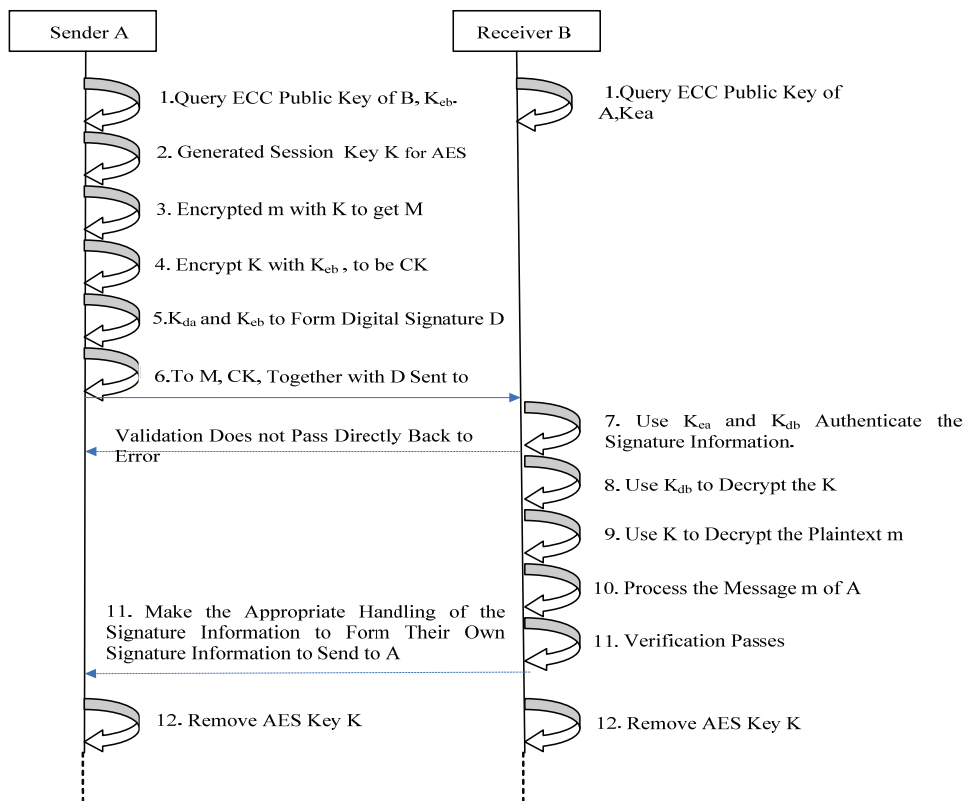 Sender A
Receiver B
1.Query ECC Public Key of B, Keb.
1.Query ECC Public Key of
A,Kea
2. Generated Session Key K for AES
3. Encrypted m with K to get M
4. Encrypt K with Keb , to be CK
5.Kda and Keb to Form Digital Signature D
6.To M, CK, Together with D Sent to
7. Use Kea and Kdb Authenticate the
Signature Information.
Validation Does not Pass Directly Back to
Error
8. Use Kdb to Decrypt the K
9. Use K to Decrypt the Plaintext m
10. Process the Message m of A
11. Make the Appropriate Handling of the
Signature Information to Form Their Own
Signature Information to Send to A
11. Verification Passes
12. Remove AES Key K
12. Remove AES Key K